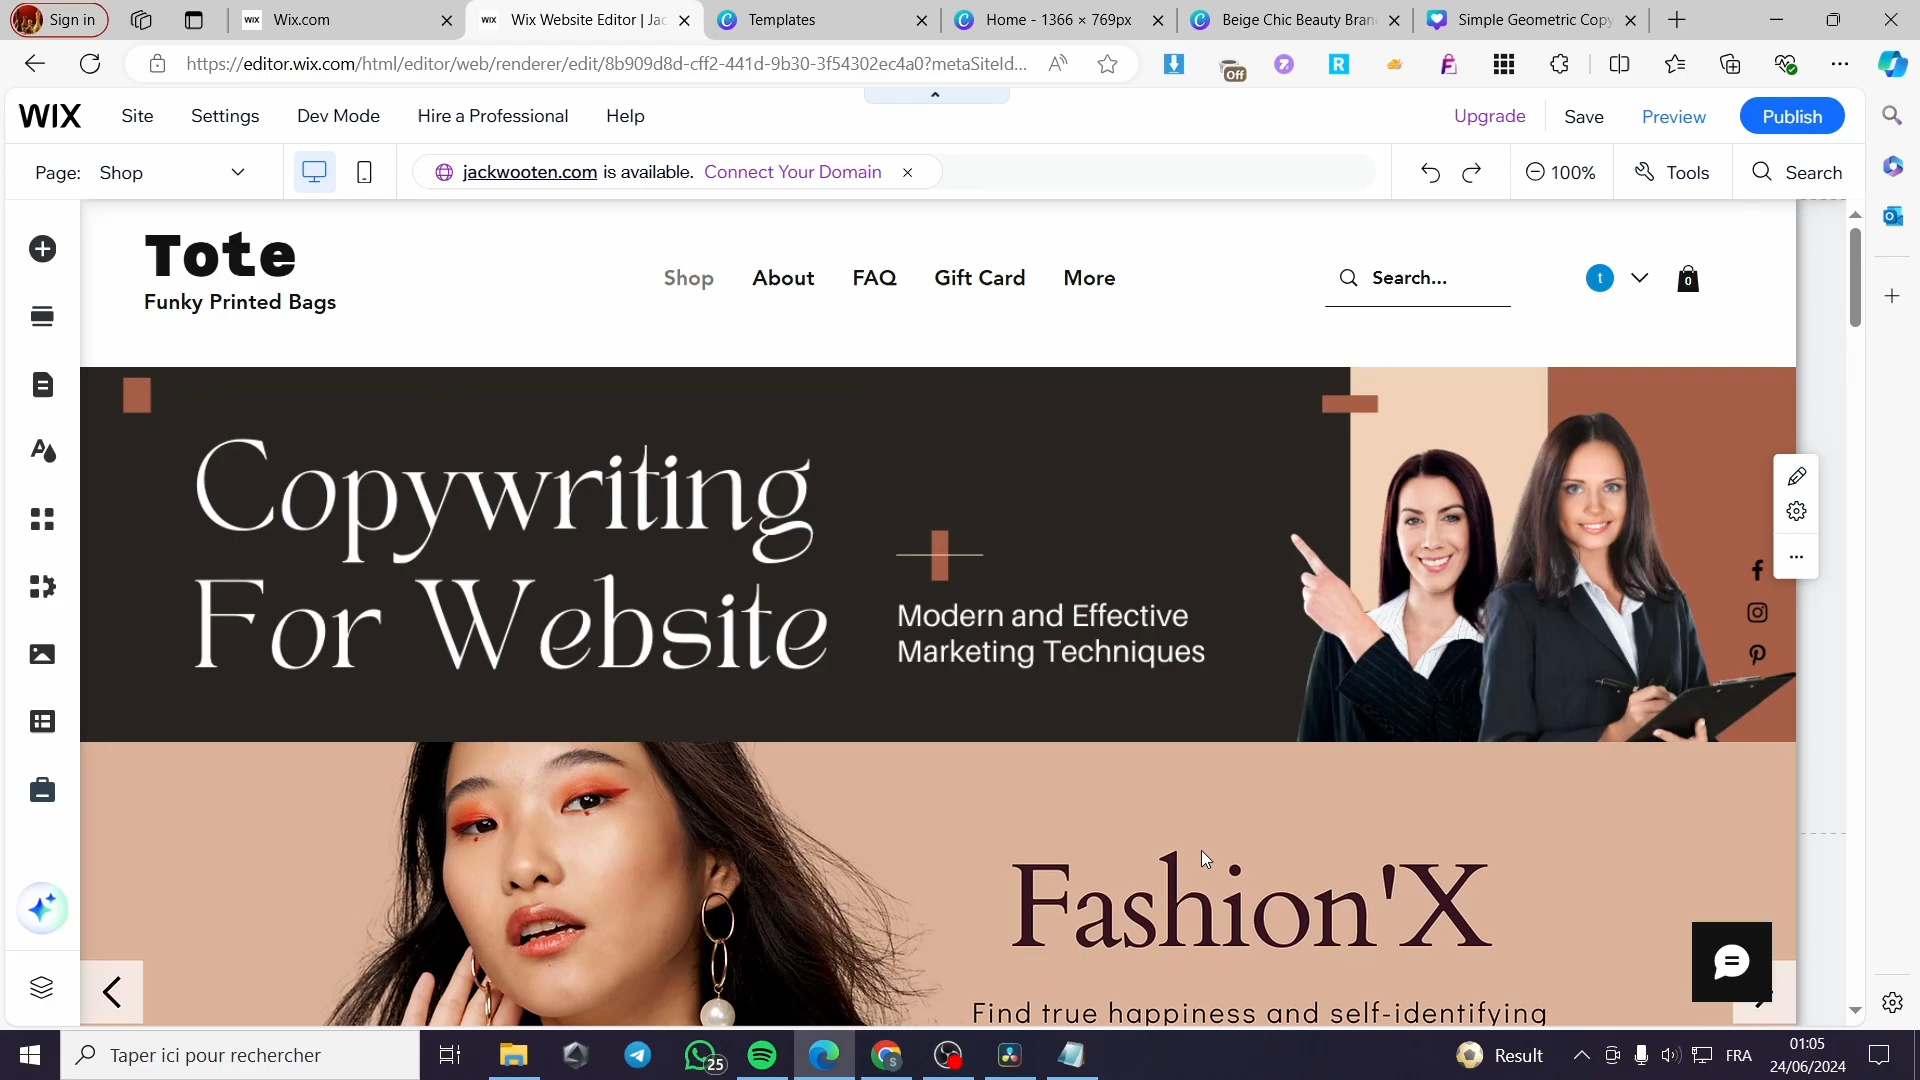 Sign in
WIX Wix.com
WIX Wix Website Editor | Jac
Templates
Home - 1366 × 769px
Beige Chic Beauty Bran
Simple Geometric Copy
https://editor.wix.com/html/editor/web/renderer/edit/8b909d8d-cff2-441d-9b30-3f54302ec4a0?metaSiteId...
Off
WIX
Site
Settings
Dev Mode
Hire a Professional
Help
Upgrade
Save
Preview
Publish
Page: Shop
jackwooten.com is available. Connect Your Domain
100%
Tools
Search
Tote
Funky Printed Bags
Shop
About
FAQ
Gift Card
More
Search...
t
0
Copywriting
For Website
Modern and Effective
Marketing Techniques
Fashion'X
Find true happiness and self-identifying
Taper ici pour rechercher
25
Result
FRA
01:05
24/06/2024